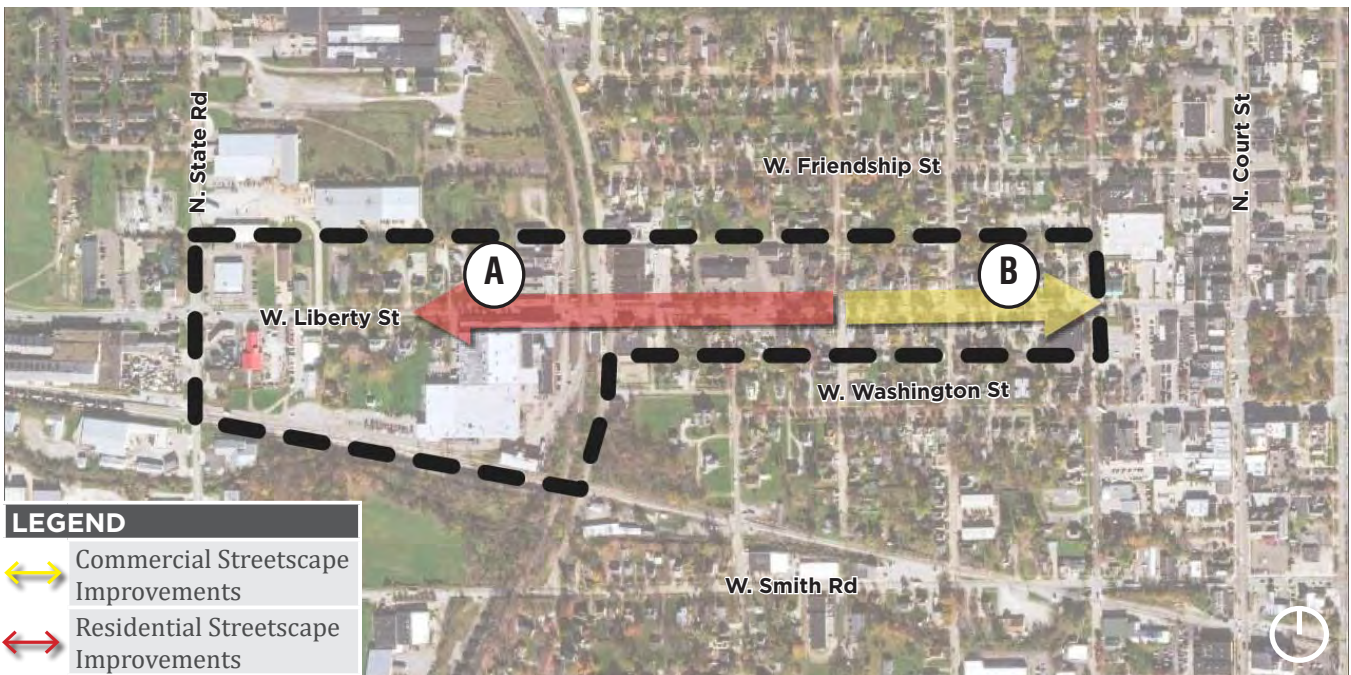 N. State Rd
N. Court St
W. Friendship St
A
B
W. Liberty St
W. Washington St
W. Smith Rd
LEGEND
Commercial Streetscape
Improvements
Residential Streetscape
Improvements